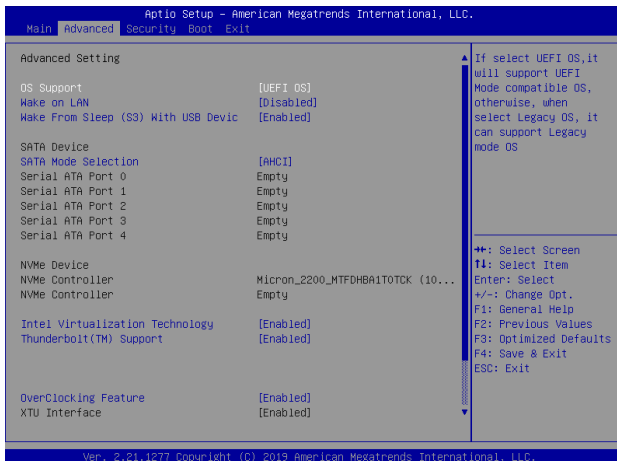 Aptio Setup - American Megatrends International, LLC.
Main Advanced Security Boot Exit
Advanced Setting
OS Support [UEFI OS]
Wake on LAN [Disabled]
Wake From Sleep (S3) With USB Devic [Enabled]
SATA Device
SATA Mode Selection [AHCI]
Serial ATA Port 0 Empty
Serial ATA Port 1 Empty
Serial ATA Port 2 Empty
Serial ATA Port 3 Empty
Serial ATA Port 4 Empty
NVMe Device
NVMe Controller Micron_2200_MTFDHBA1T0TCK (10...
NVMe Controller Empty
Intel Virtualization Technology [Enabled]
Thunderbolt(TM) Support [Enabled]
OverClocking Feature [Enabled]
XTU Interface [Enabled]
If select UEFI OS,it
will support UEFI
Mode compatible OS,
otherwise, when
select Legacy OS, it
can support Legacy
mode OS
→←: Select Screen
↑↓: Select Item
Enter: Select
+/-: Change Opt.
F1: General Help
F2: Previous Values
F3: Optimized Defaults
F4: Save & Exit
ESC: Exit
Ver. 2.21.1277 Copyright (C) 2019 American Megatrends International, LLC.